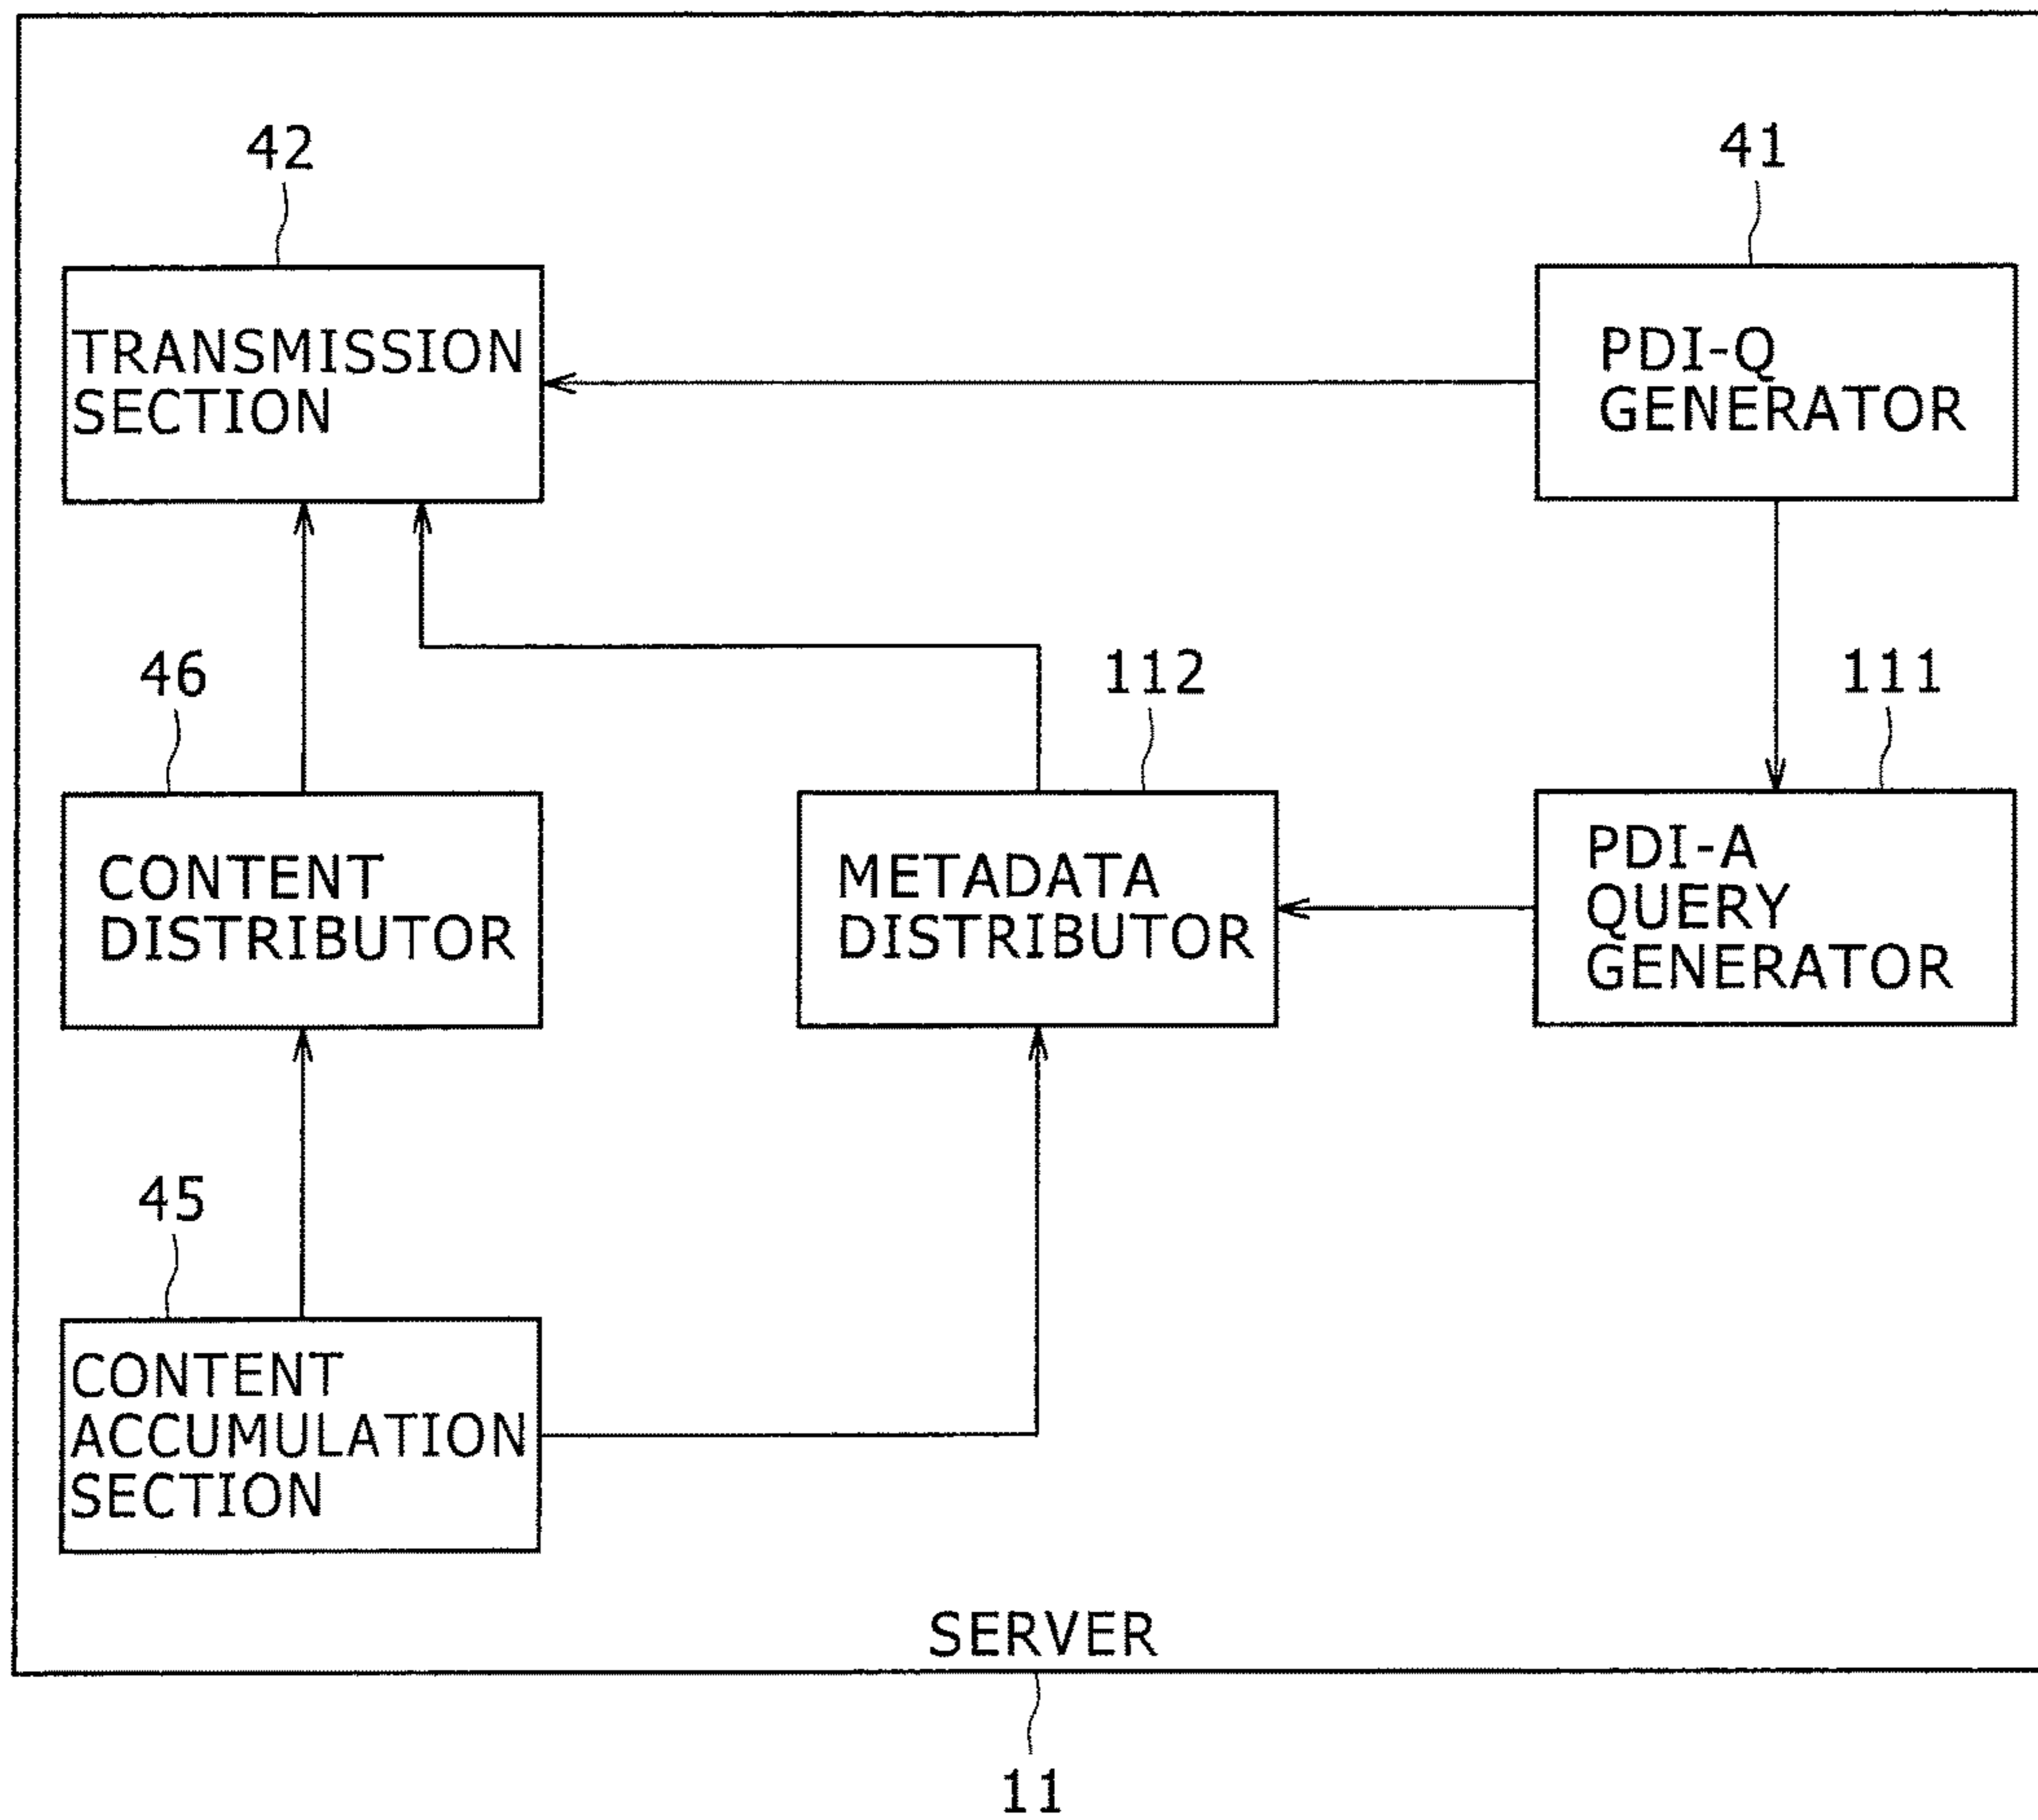 42
41
TRANSMISSION
SECTION
PDI-Q
GENERATOR
46
112
111
CONTENT
DISTRIBUTOR
METADATA
DISTRIBUTOR
PDI-A
QUERY
GENERATOR
45
CONTENT
ACCUMULATION
SECTION
SERVER
11